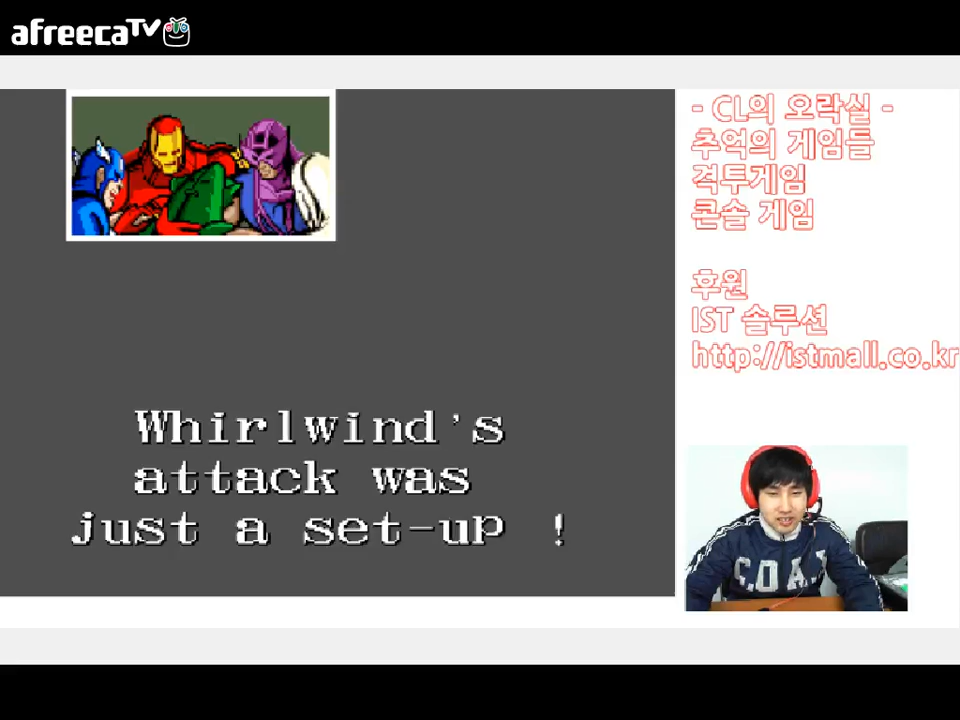 afreecaTV
- CL의 오락실 -
추억의 게임들
격투게임
콘솔 게임
후원
IST 솔루션
http://istmall.co.kr
Whirlwind's
attack was
just a set-up !
COAI